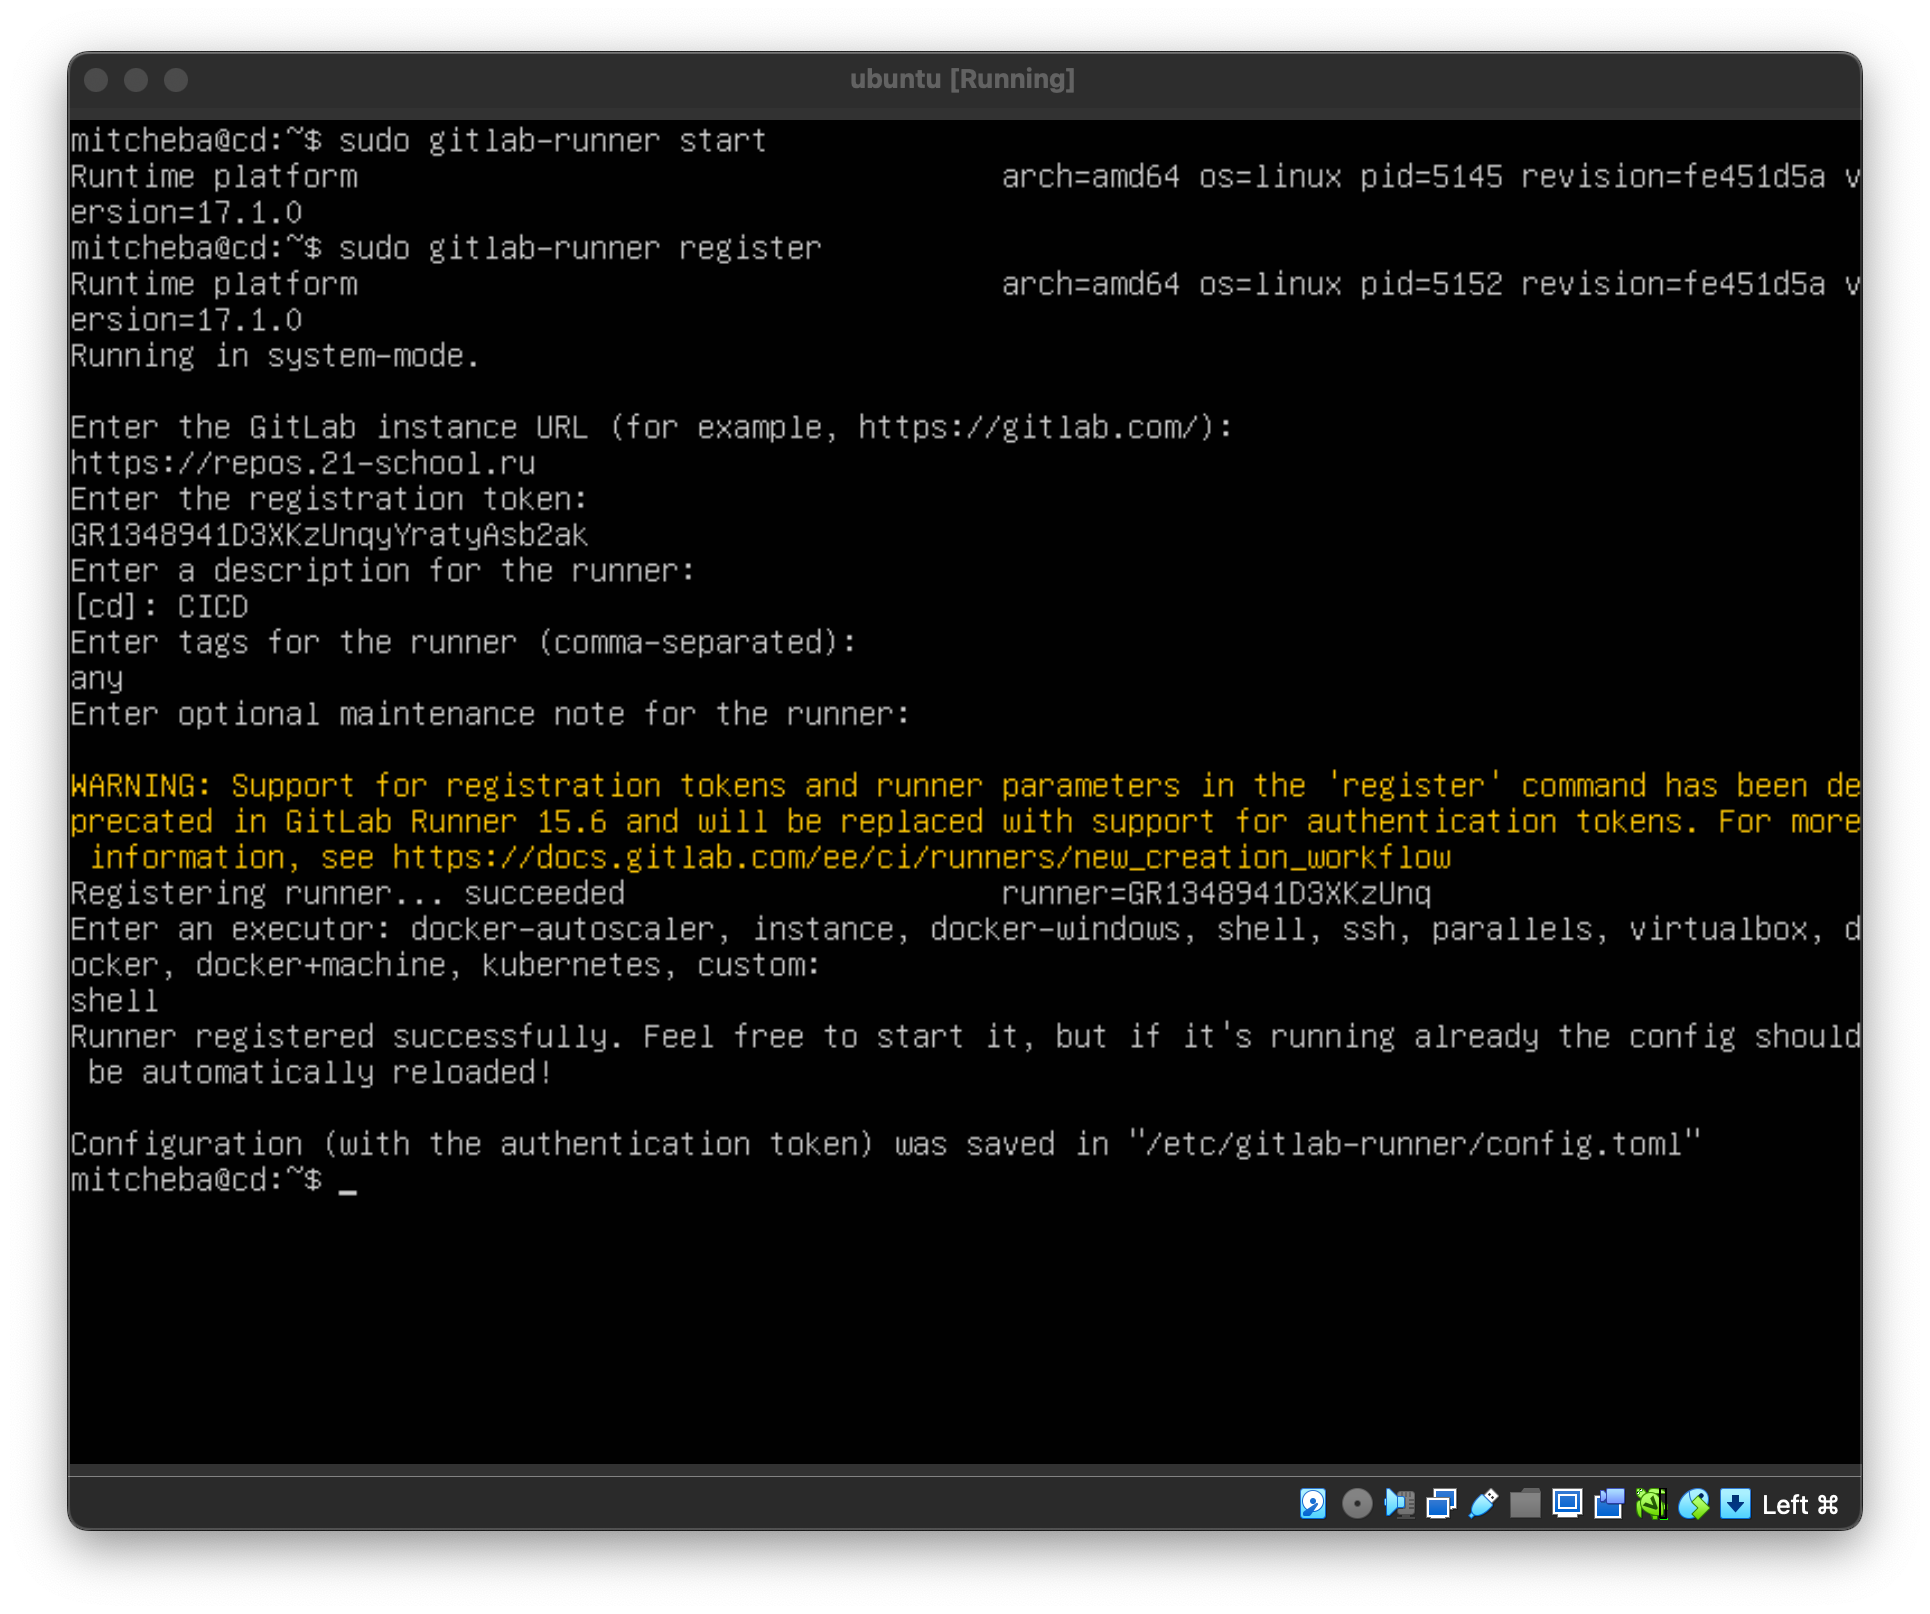 ubuntu [Running]
mitcheba@cd:~$ sudo gitlab-runner start
Runtime platform                                    arch=amd64 os=linux pid=5145 revision=fe451d5a v
ersion=17.1.0
mitcheba@cd:~$ sudo gitlab-runner register
Runtime platform                                    arch=amd64 os=linux pid=5152 revision=fe451d5a v
ersion=17.1.0
Running in system-mode.

Enter the GitLab instance URL (for example, https://gitlab.com/):
https://repos.21-school.ru
Enter the registration token:
GR1348941D3XKzUnqyYratyAsb2ak
Enter a description for the runner:
[cd]: CICD
Enter tags for the runner (comma-separated):
any
Enter optional maintenance note for the runner:

WARNING: Support for registration tokens and runner parameters in the 'register' command has been de
precated in GitLab Runner 15.6 and will be replaced with support for authentication tokens. For more
 information, see https://docs.gitlab.com/ee/ci/runners/new_creation_workflow
Registering runner... succeeded                     runner=GR1348941D3XKzUnq
Enter an executor: docker-autoscaler, instance, docker-windows, shell, ssh, parallels, virtualbox, d
ocker, docker+machine, kubernetes, custom:
shell
Runner registered successfully. Feel free to start it, but if it's running already the config should
 be automatically reloaded!

Configuration (with the authentication token) was saved in "/etc/gitlab-runner/config.toml"
mitcheba@cd:~$ _
Left ⌘